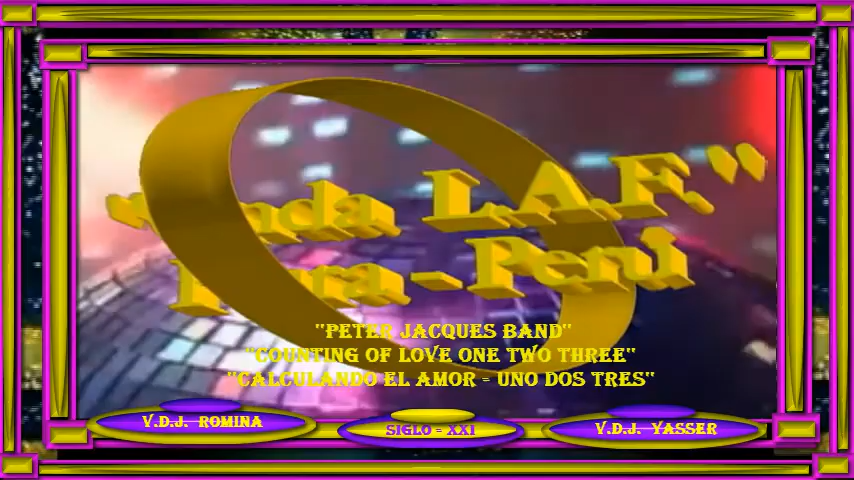 L.A.F."
- Perú
"PETER JACQUES BAND"
"COUNTING OF LOVE ONE TWO THREE"
"CALCULANDO EL AMOR = UNO DOS TRES"
V.D.J. ROMINA
SIGLO = XXI
V.D.J. YASSER